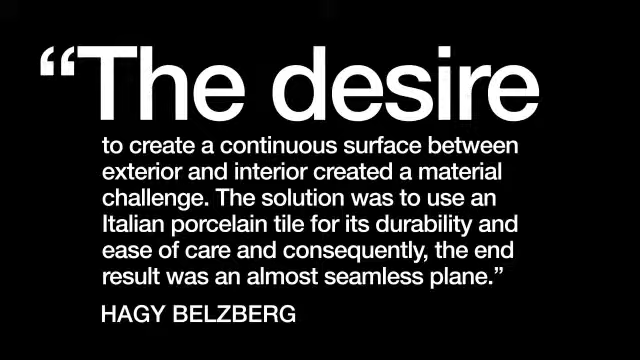 “The desire
to create a continuous surface between
exterior and interior created a material
challenge. The solution was to use an
Italian porcelain tile for its durability and
ease of care and consequently, the end
result was an almost seamless plane.”
HAGY BELZBERG